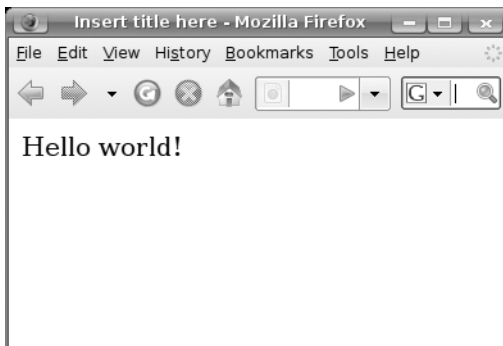 Insert title here - Mozilla Firefox
File Edit View History Bookmarks Tools Help
G
Hello world!